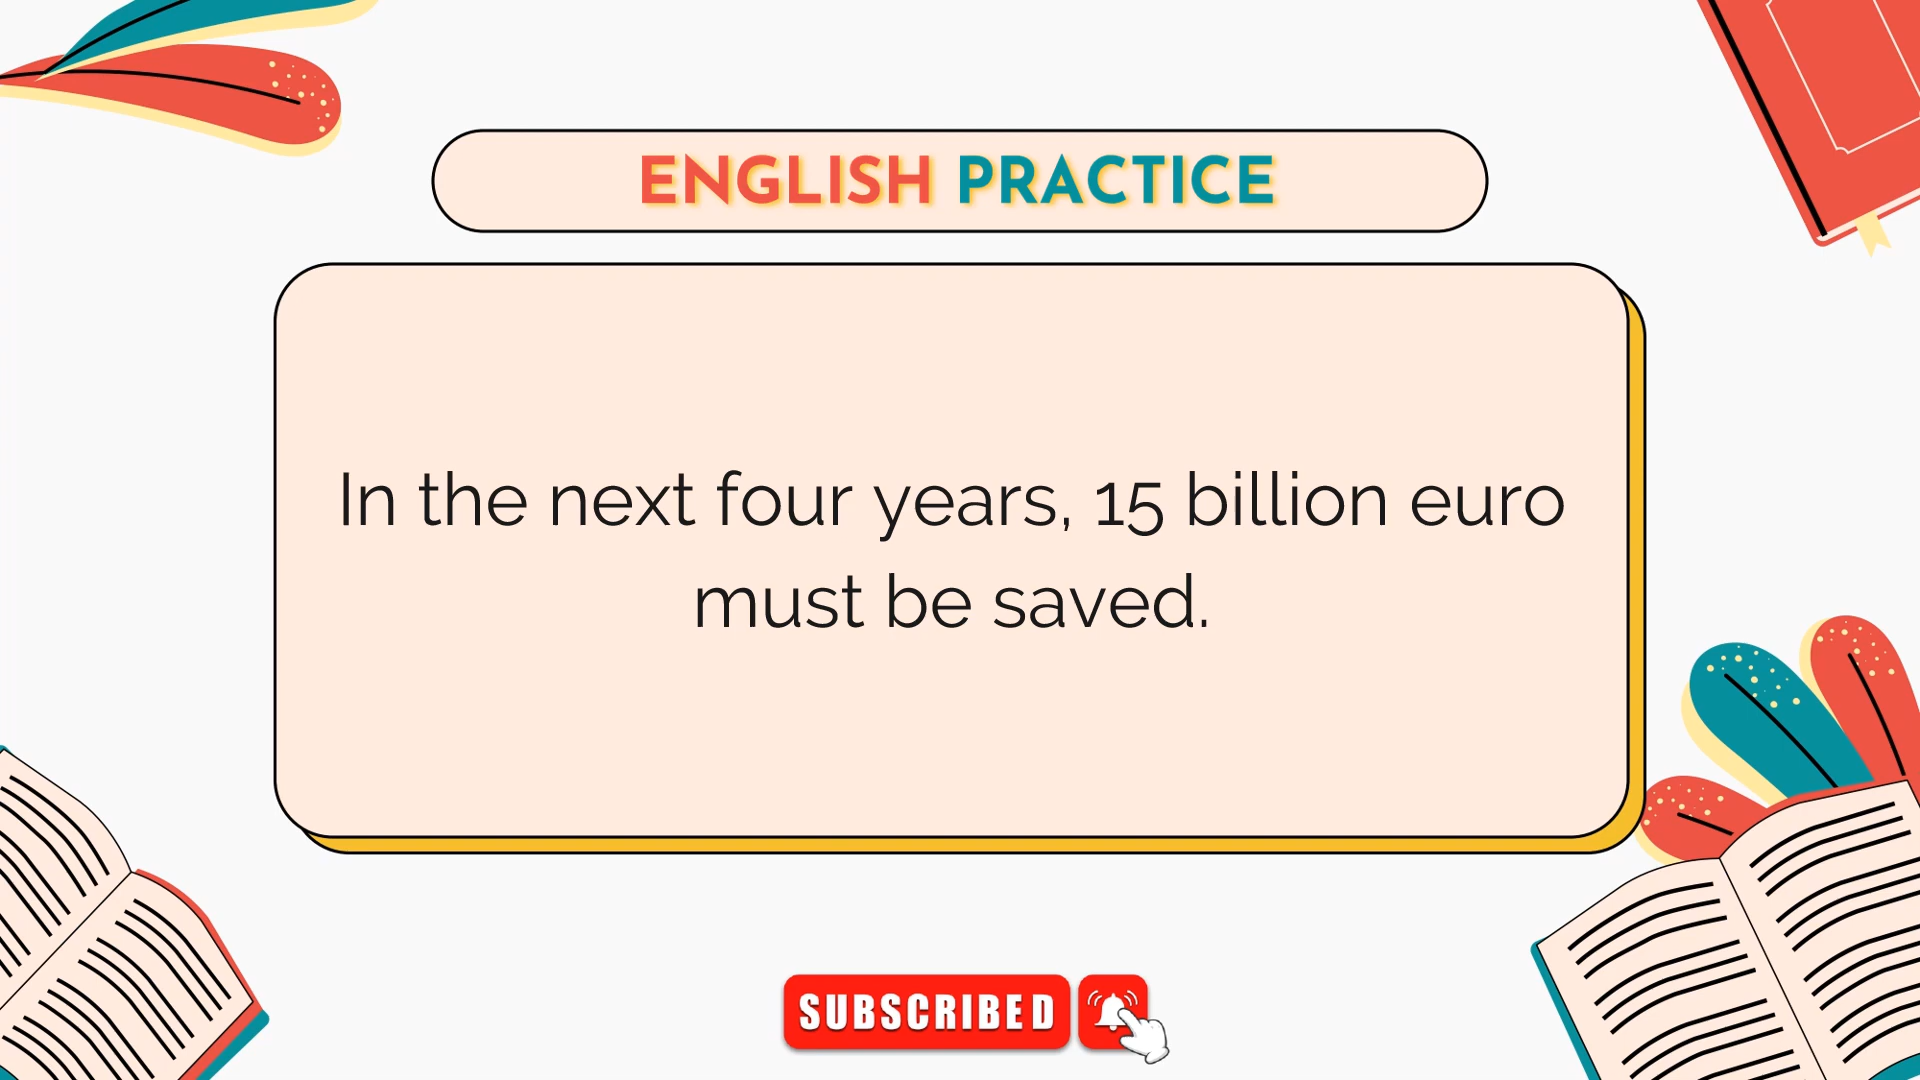 ENGLISH PRACTICE
In the next four years, 15 billion euro
must be saved.
SUBSCRIBED